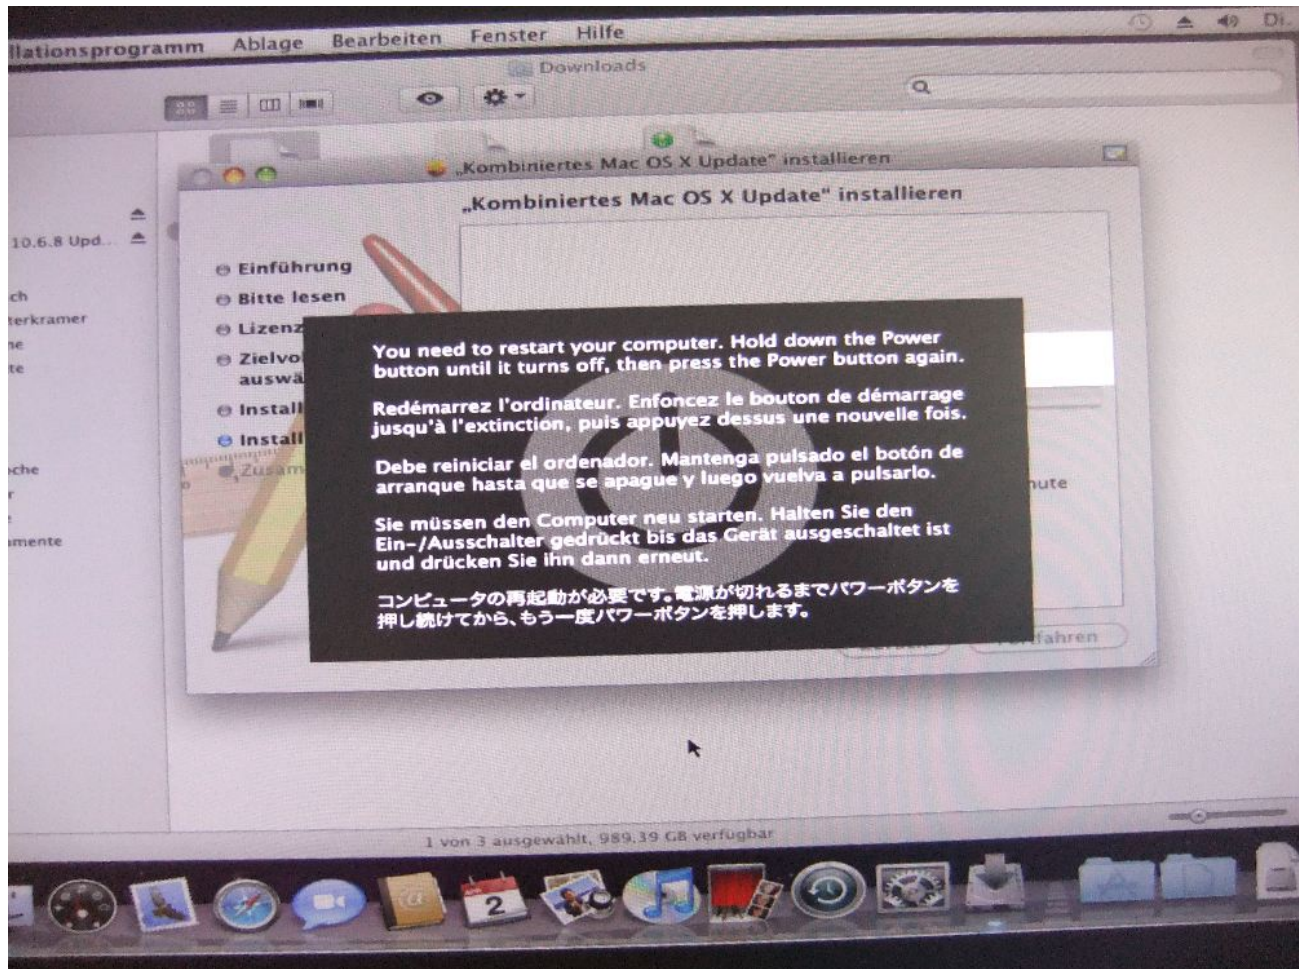 llationsprogramm Ablage Bearbeiten Fenster Hilfe
Di.
Downloads
„Kombiniertes Mac OS X Update“ installieren
„Kombiniertes Mac OS X Update“ installieren
10.6.8 Upd...
Einführung
Bitte lesen
Lizenz
Zielvo
auswä
Install
Install
Zusam
ch
terkramer
ne
te
oche
r
mente
You need to restart your computer. Hold down the Power
button until it turns off, then press the Power button again.
Redémarrez l'ordinateur. Enfoncez le bouton de démarrage
jusqu'à l'extinction, puis appuyez dessus une nouvelle fois.
Debe reiniciar el ordenador. Mantenga pulsado el botón de
arranque hasta que se apague y luego vuelva a pulsarlo.
Sie müssen den Computer neu starten. Halten Sie den
Ein-/Ausschalter gedrückt bis das Gerät ausgeschaltet ist
und drücken Sie ihn dann erneut.
コンピュータの再起動が必要です。電源が切れるまでパワーボタンを
押し続けてから、もう一度パワーボタンを押します。
nute
fahren
1 von 3 ausgewählt, 989,39 GB verfügbar
2